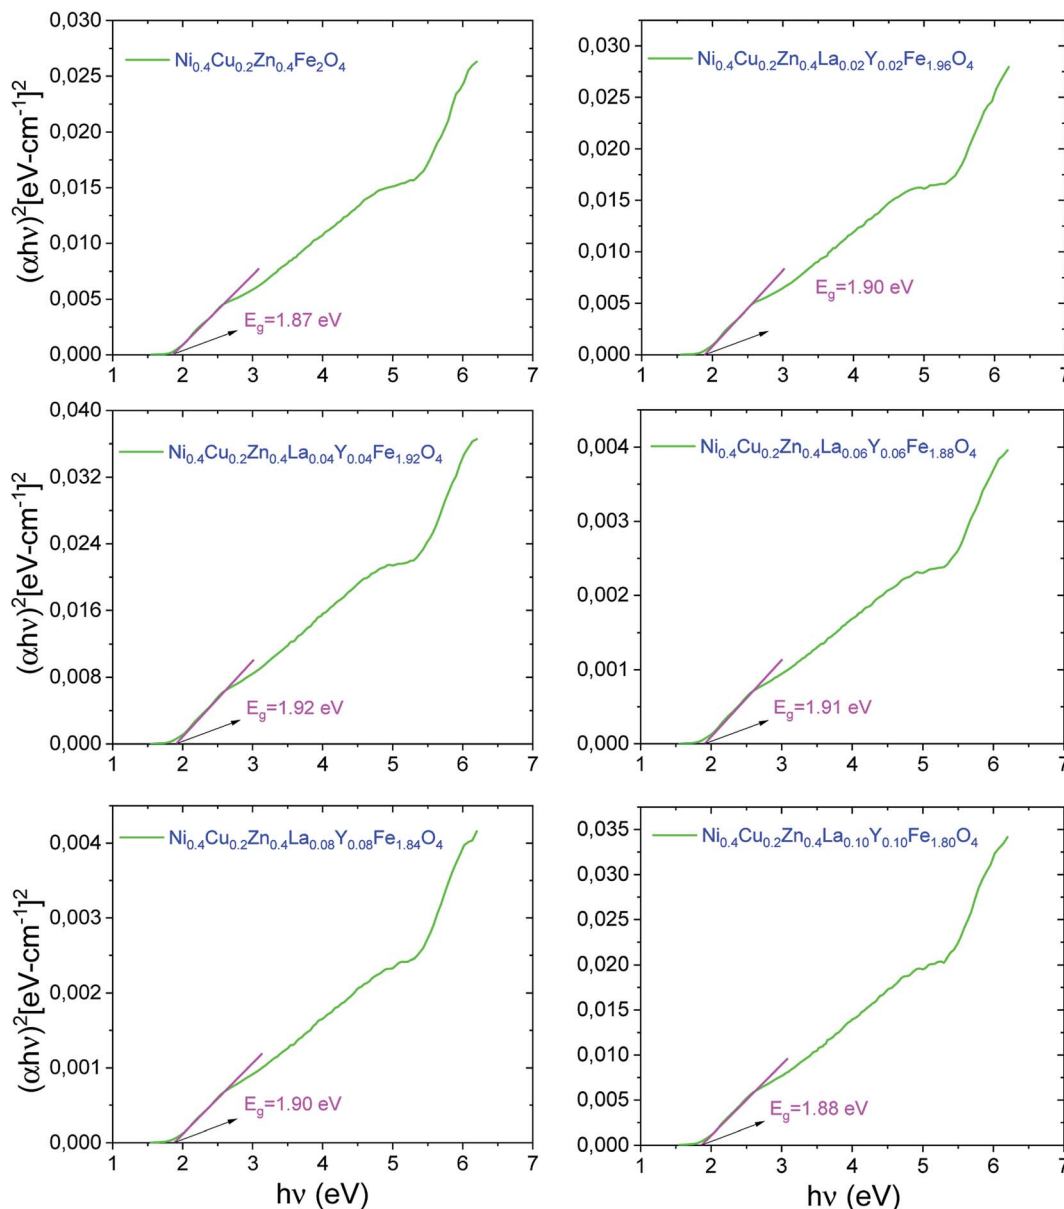 0,030
0,025
0,020
0,015
0,010
0,005
0,000
(αhν)²[eV-cm⁻¹]²
Ni₀.₄Cu₀.₂Zn₀.₄Fe₂O₄
E_g=1.87 eV
1 2 3 4 5 6 7
0,030
0,025
0,020
0,015
0,010
0,005
0,000
Ni₀.₄Cu₀.₂Zn₀.₄La₀.₀₂Y₀.₀₂Fe₁.₉₆O₄
E_g=1.90 eV
1 2 3 4 5 6 7
0,040
0,032
0,024
0,016
0,008
0,000
(αhν)²[eV-cm⁻¹]²
Ni₀.₄Cu₀.₂Zn₀.₄La₀.₀₄Y₀.₀₄Fe₁.₉₂O₄
E_g=1.92 eV
1 2 3 4 5 6 7
0,004
0,003
0,002
0,001
0,000
Ni₀.₄Cu₀.₂Zn₀.₄La₀.₀₆Y₀.₀₆Fe₁.₈₈O₄
E_g=1.91 eV
1 2 3 4 5 6 7
0,004
0,003
0,002
0,001
0,000
(αhν)²[eV-cm⁻¹]²
Ni₀.₄Cu₀.₂Zn₀.₄La₀.₀₈Y₀.₀₈Fe₁.₈₄O₄
E_g=1.90 eV
1 2 3 4 5 6 7
hν (eV)
0,035
0,030
0,025
0,020
0,015
0,010
0,005
0,000
Ni₀.₄Cu₀.₂Zn₀.₄La₀.₁₀Y₀.₁₀Fe₁.₈₀O₄
E_g=1.88 eV
1 2 3 4 5 6 7
hν (eV)